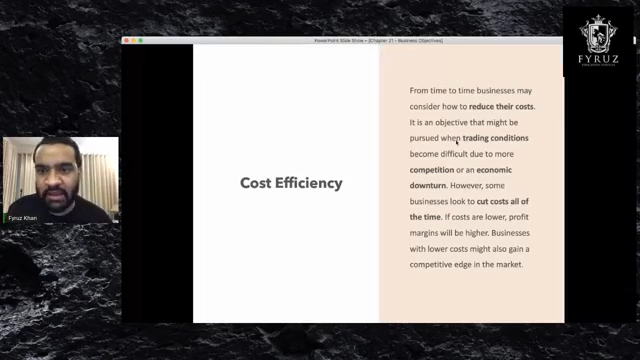 FYRUZ
PowerPoint Slide Show - [Chapter 21 - Business Objectives]
From time to time businesses may
consider how to reduce their costs.
It is an objective that might be
pursued when trading conditions
become difficult due to more
competition or an economic
downturn. However, some
businesses look to cut costs all of
the time. If costs are lower, profit
margins will be higher. Businesses
with lower costs might also gain a
competitive edge in the market.
Cost Efficiency
Fyruz Khan